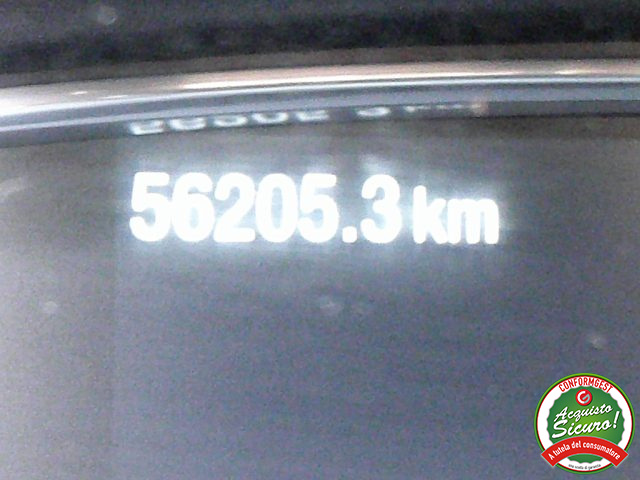 56205.3 km
CONFORMGEST
Acquisto
Sicuro!
A tutela del consumatore